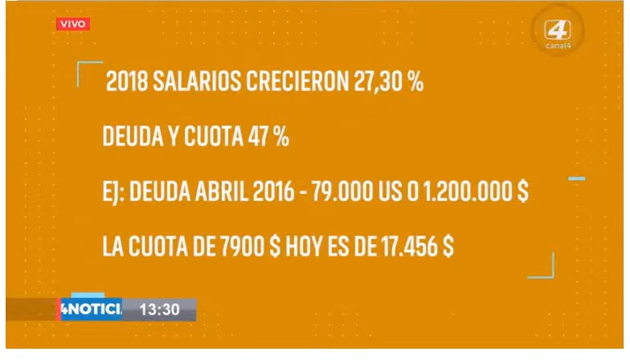 VIVO
4
canal4
2018 SALARIOS CRECIERON 27,30 %
DEUDA Y CUOTA 47 %
EJ: DEUDA ABRIL 2016 - 79.000 US O 1.200.000 $
LA CUOTA DE 7900 $ HOY ES DE 17.456 $
4NOTICI
13:30